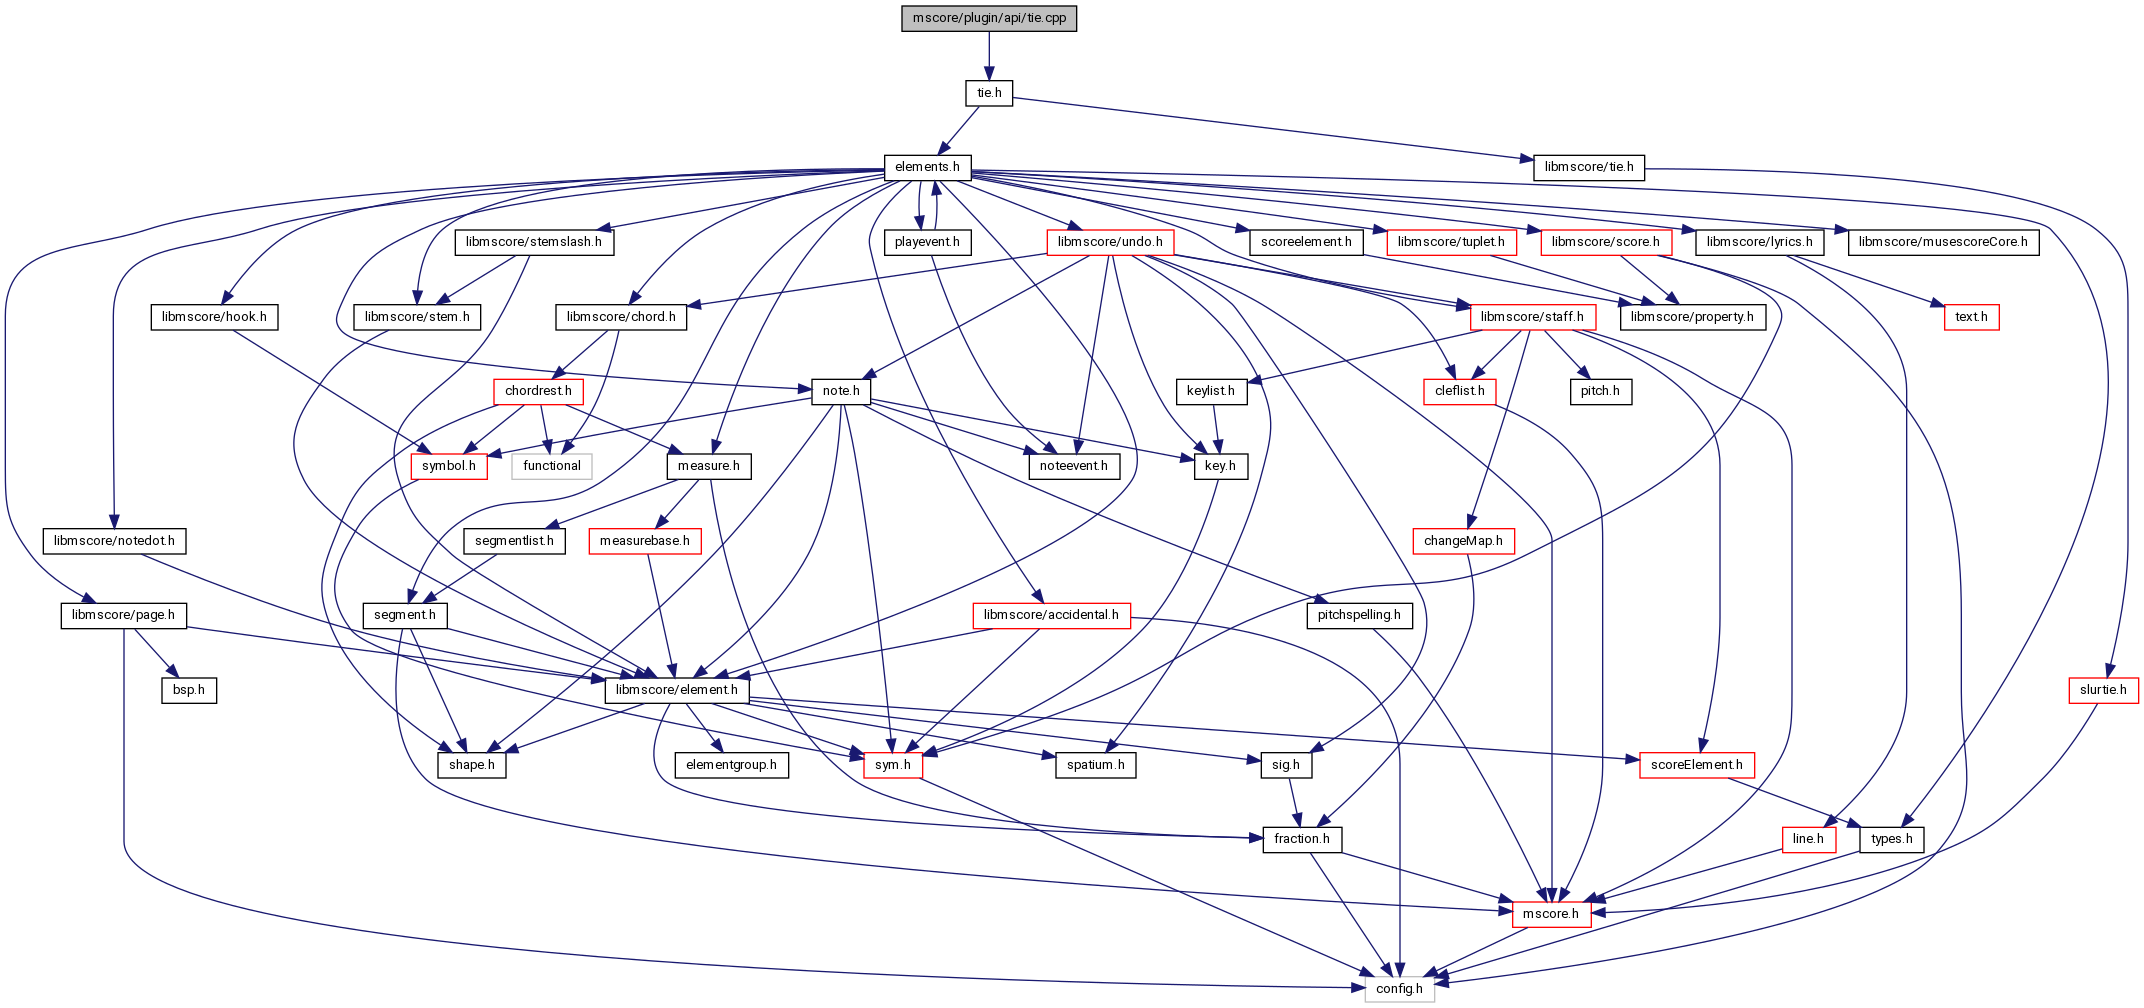 mscore/plugin/api/tie.cpp
tie.h
elements.h
libmscore/tie.h
libmscore/stemslash.h
playevent.h
libmscore/undo.h
scoreelement.h
libmscore/tuplet.h
libmscore/score.h
libmscore/lyrics.h
libmscore/musescoreCore.h
libmscore/hook.h
libmscore/stem.h
libmscore/chord.h
libmscore/staff.h
libmscore/property.h
text.h
chordrest.h
note.h
keylist.h
cleflist.h
pitch.h
symbol.h
functional
measure.h
noteevent.h
key.h
libmscore/notedot.h
segmentlist.h
measurebase.h
changeMap.h
libmscore/page.h
segment.h
libmscore/accidental.h
pitchspelling.h
bsp.h
libmscore/element.h
slurtie.h
shape.h
elementgroup.h
sym.h
spatium.h
sig.h
scoreElement.h
fraction.h
line.h
types.h
mscore.h
config.h